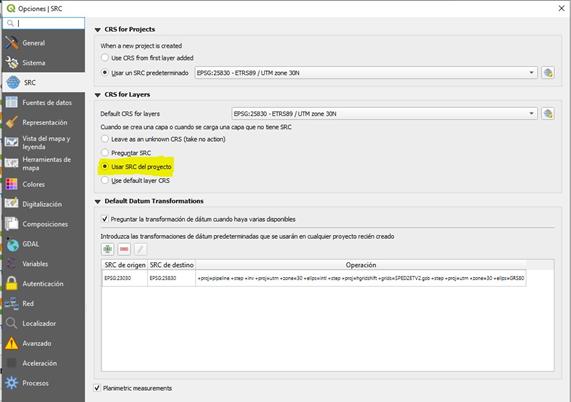 Opciones | SRC
General
Sistema
SRC
Fuentes de datos
Representación
Vista del mapa y
leyenda
Herramientas de
mapa
Colores
Digitalización
Composiciones
GDAL
Variables
Autenticación
Red
Localizador
Avanzado
Aceleración
Procesos
CRS for Projects
When a new project is created
Use CRS from first layer added
Usar un SRC predeterminado
EPSG:25830 - ETRS89 / UTM zone 30N
CRS for Layers
Default CRS for layers
EPSG:25830 - ETRS89 / UTM zone 30N
Cuando se crea una capa o cuando se carga una capa que no tiene SRC
Leave as an unknown CRS (take no action)
Preguntar SRC
Usar SRC del proyecto
Use default layer CRS
Default Datum Transformations
Preguntar la transformación de dátum cuando haya varias disponibles
Introduzca las transformaciones de dátum predeterminadas que se usarán en cualquier proyecto recién creado
SRC de origen SRC de destino Operación
EPSG:23030 EPSG:25830 +proj=pipeline +step +inv +proj=utm +zone=30 +ellps=intl +step +proj=hgridshift +grids=SPED2ETV2.gsb +step +proj=utm +zone=30 +ellps=GRS80
Planimetric measurements